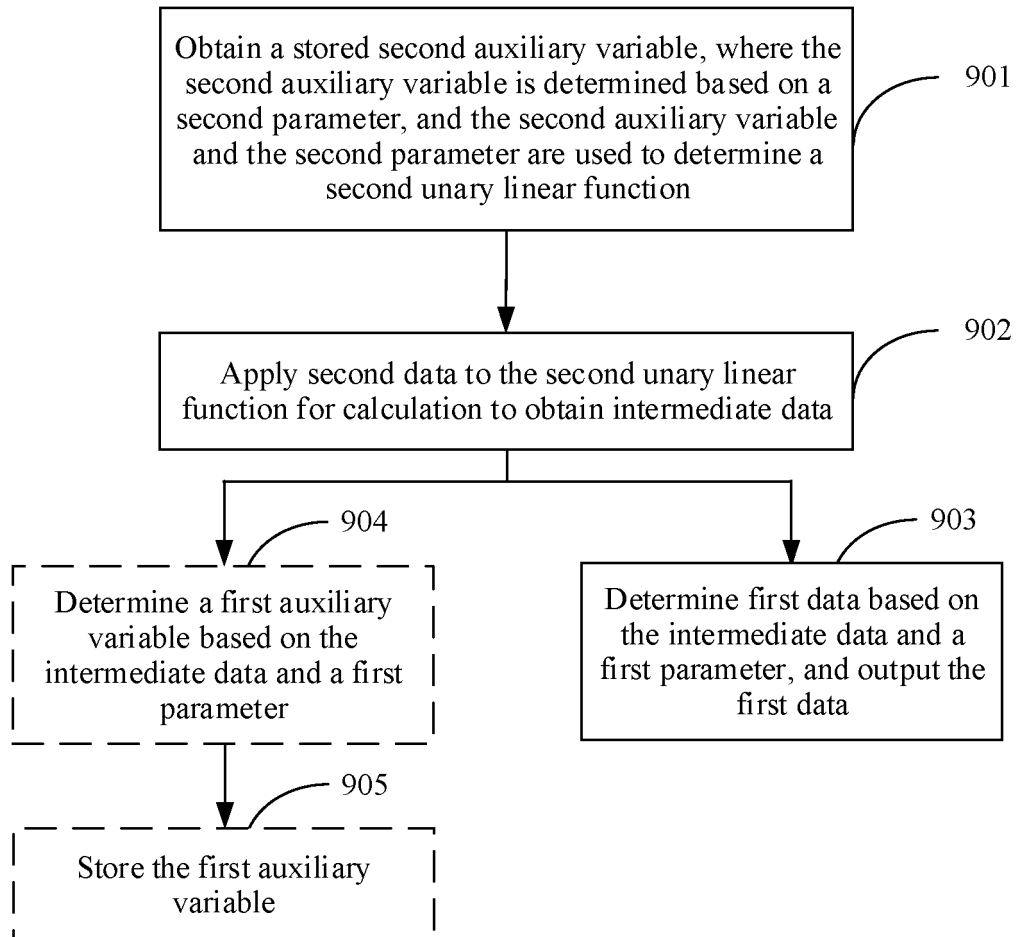 Obtain a stored second auxiliary variable, where the
second auxiliary variable is determined based on a
second parameter, and the second auxiliary variable
and the second parameter are used to determine a
second unary linear function
901
Apply second data to the second unary linear
function for calculation to obtain intermediate data
902
904
Determine a first auxiliary
variable based on the
intermediate data and a first
parameter
903
Determine first data based on
the intermediate data and a
first parameter, and output the
first data
905
Store the first auxiliary
variable